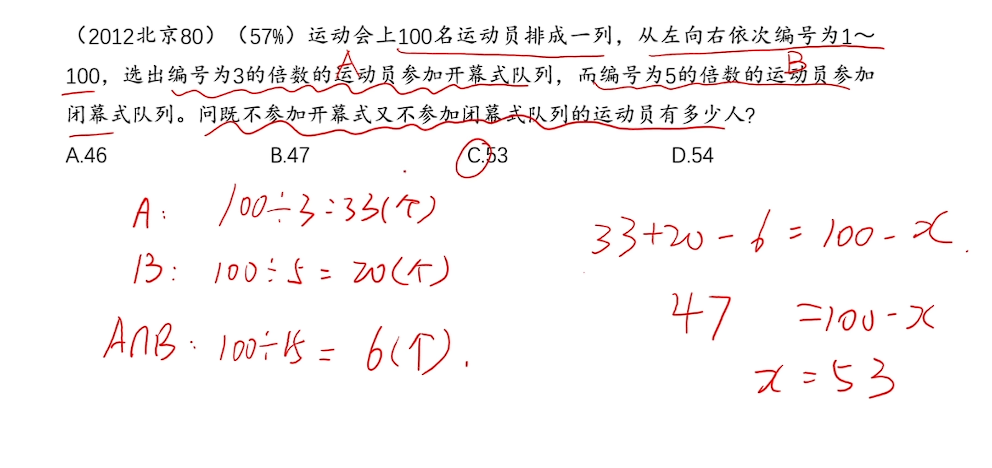 （2012北京80）（57%）运动会上100名运动员排成一列，从左向右依次编号为1～
100，选出编号为3的倍数的运动员参加开幕式队列，而编号为5的倍数的运动员参加
闭幕式队列。问既不参加开幕式又不参加闭幕式队列的运动员有多少人?
A.46 B.47 C.53 D.54
A
B
A: 100÷3=33(个)
B: 100÷5=20(个)
A∩B: 100÷15=6(个).
33+20-6=100-x.
47 =100-x
x=53